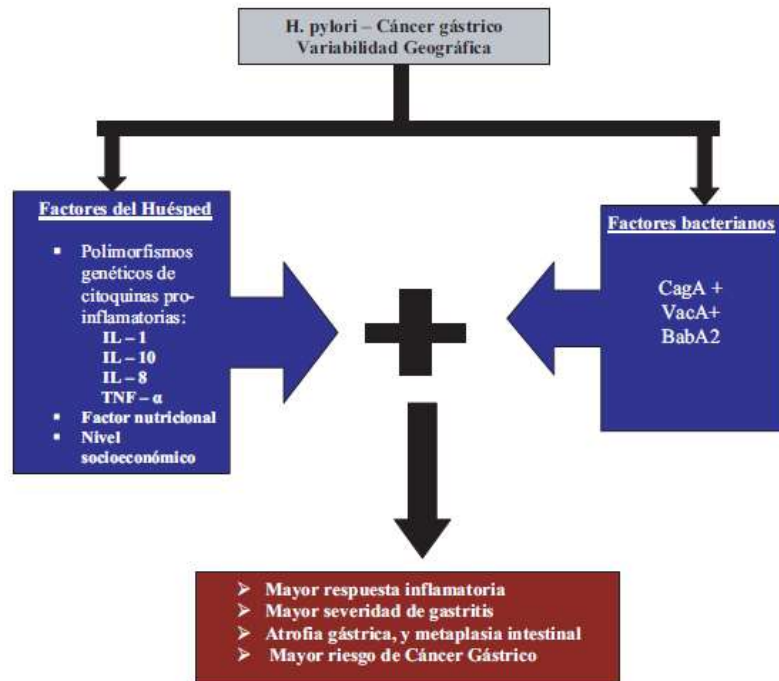 H. pylori – Cáncer gástrico
Variabilidad Geográfica
Factores del Huésped
▪ Polimorfismos
genéticos de
citoquinas pro-
inflamatorias:
IL – 1
IL – 10
IL – 8
TNF – α
▪ Factor nutricional
▪ Nivel
socioeconómico
Factores bacterianos
CagA +
VacA+
BabA2
➢ Mayor respuesta inflamatoria
➢ Mayor severidad de gastritis
➢ Atrofia gástrica, y metaplasia intestinal
➢ Mayor riesgo de Cáncer Gástrico